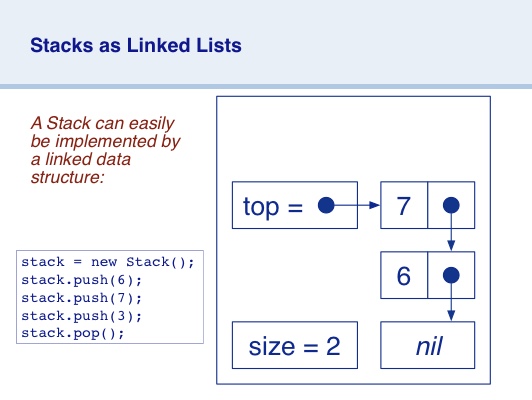 Stacks as Linked Lists
A Stack can easily
be implemented by
a linked data
structure:
stack = new Stack();
stack.push(6);
stack.push(7);
stack.push(3);
stack.pop();
top =
7
6
size = 2
nil